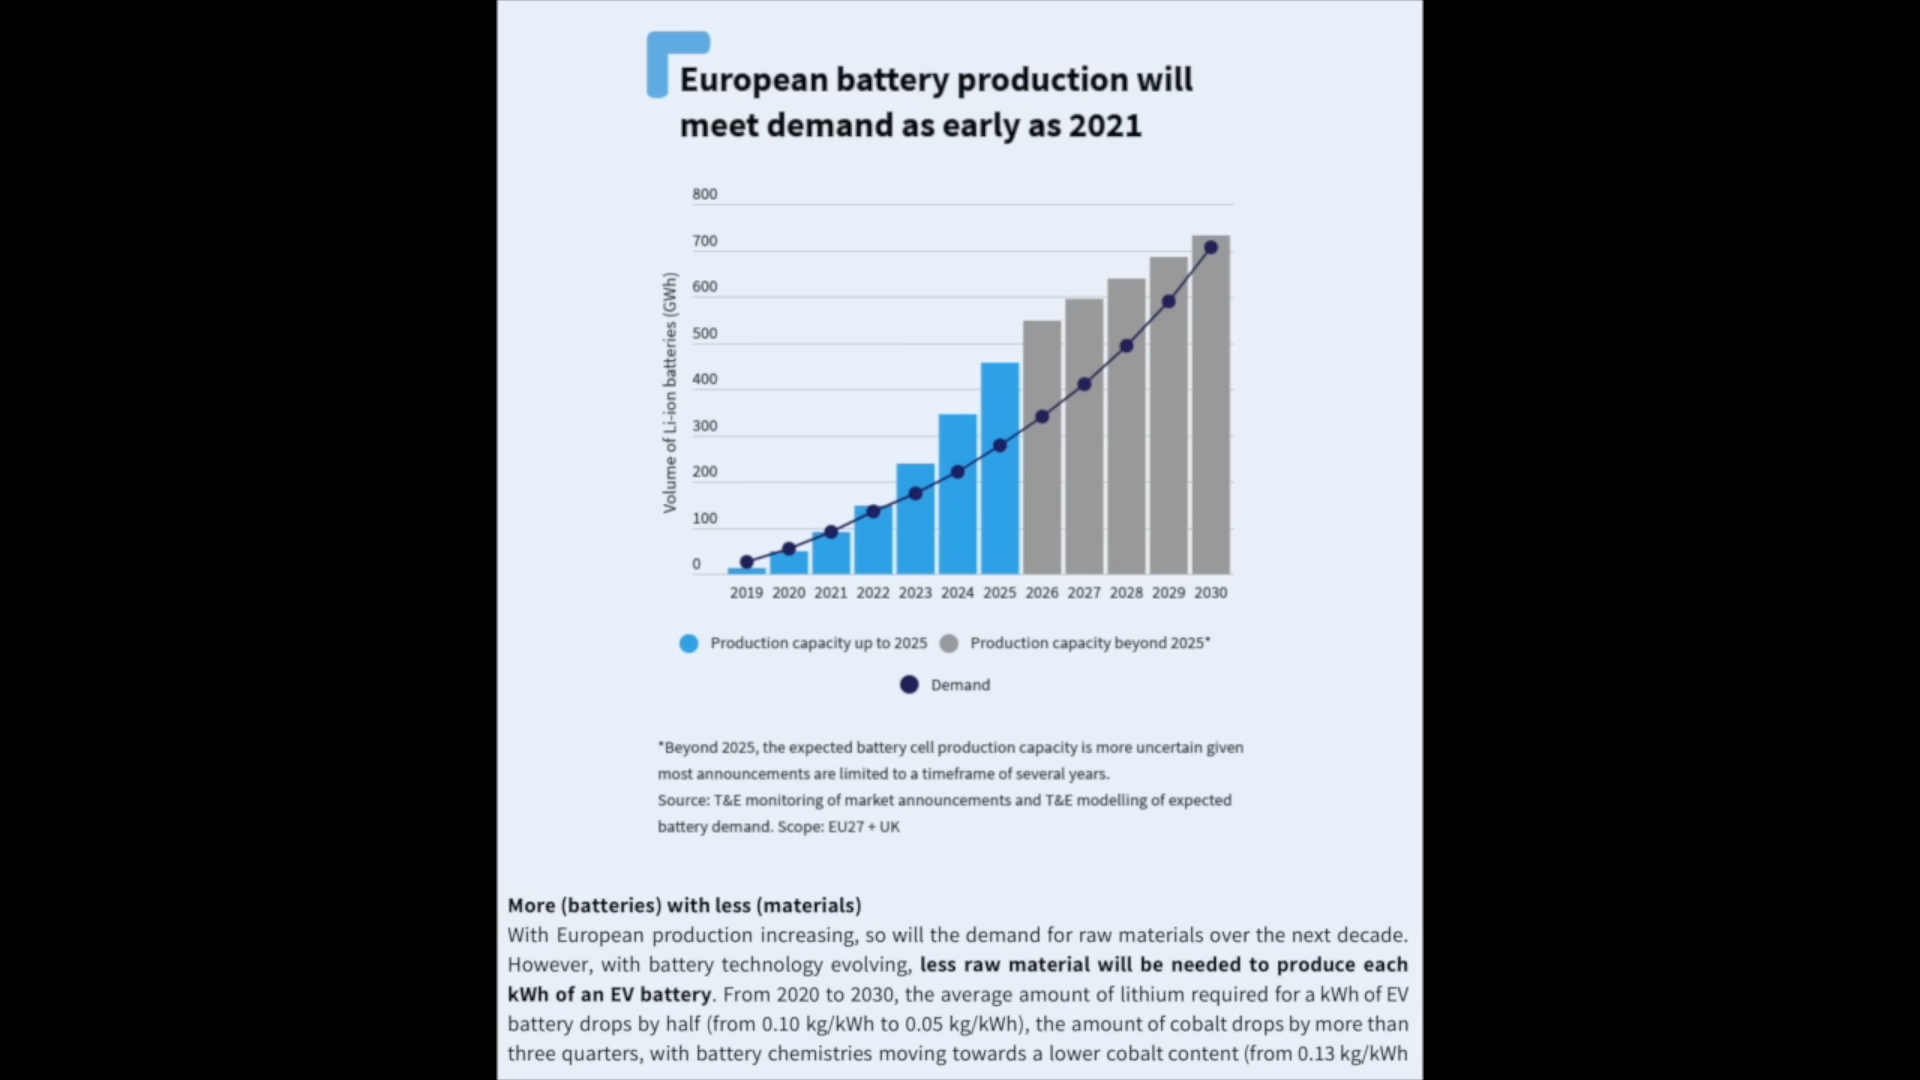 European battery production will
meet demand as early as 2021
Volume of Li-ion batteries (GWh)
800
700
600
500
400
300
200
100
0
2019 2020 2021 2022 2023 2024 2025 2026 2027 2028 2029 2030
Production capacity up to 2025 Production capacity beyond 2025*
Demand
*Beyond 2025, the expected battery cell production capacity is more uncertain given
most announcements are limited to a timeframe of several years.
Source: T&E monitoring of market announcements and T&E modelling of expected
battery demand. Scope: EU27 + UK
More (batteries) with less (materials)
With European production increasing, so will the demand for raw materials over the next decade.
However, with battery technology evolving, less raw material will be needed to produce each
kWh of an EV battery. From 2020 to 2030, the average amount of lithium required for a kWh of EV
battery drops by half (from 0.10 kg/kWh to 0.05 kg/kWh), the amount of cobalt drops by more than
three quarters, with battery chemistries moving towards a lower cobalt content (from 0.13 kg/kWh